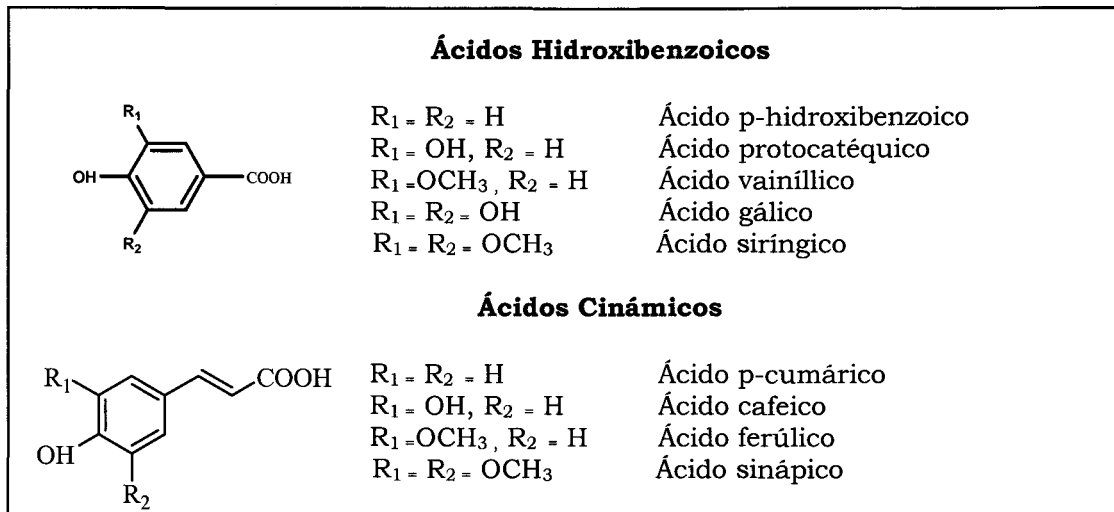 Ácidos Hidroxibenzoicos
R₁
OH
COOH
R₂
R₁ = R₂ = H Ácido p-hidroxibenzoico
R₁ = OH, R₂ = H Ácido protocatéquico
R₁=OCH₃, R₂ = H Ácido vainíllico
R₁ = R₂ = OH Ácido gálico
R₁ = R₂ = OCH₃ Ácido siríngico
Ácidos Cinámicos
R₁
COOH
OH
R₂
R₁ = R₂ = H Ácido p-cumárico
R₁ = OH, R₂ = H Ácido cafeico
R₁=OCH₃, R₂ = H Ácido ferúlico
R₁ = R₂ = OCH₃ Ácido sinápico